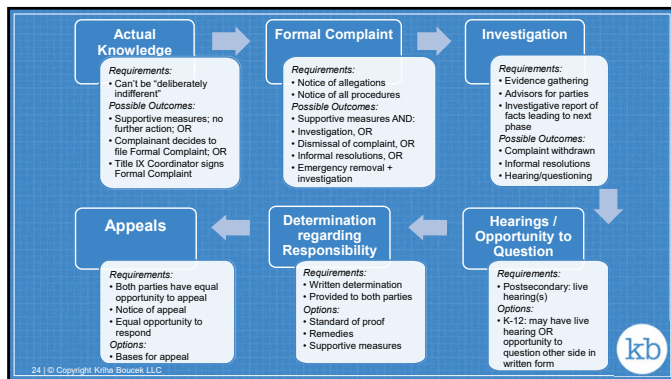 Actual
Knowledge
Requirements:
• Can't be "deliberately
indifferent"
Possible Outcomes:
• Supportive measures; no
further action; OR
• Complainant decides to
file Formal Complaint; OR
• Title IX Coordinator signs
Formal Complaint
Formal Complaint
Requirements:
• Notice of allegations
• Notice of all procedures
Possible Outcomes:
• Supportive measures AND:
• Investigation, OR
• Dismissal of complaint, OR
• Informal resolutions, OR
• Emergency removal +
investigation
Investigation
Requirements:
• Evidence gathering
• Advisors for parties
• Investigative report of
facts leading to next
phase
Possible Outcomes:
• Complaint withdrawn
• Informal resolutions
• Hearing/questioning
Hearings /
Opportunity to
Question
Requirements:
• Postsecondary: live
hearing(s)
Options:
• K-12: may have live
hearing OR
opportunity to
question other side in
written form
Determination
regarding
Responsibility
Requirements:
• Written determination
• Provided to both parties
Options:
• Standard of proof
• Remedies
• Supportive measures
Appeals
Requirements:
• Both parties have equal
opportunity to appeal
• Notice of appeal
• Equal opportunity to
respond
Options:
• Bases for appeal
24 | © Copyright Kriha Boucek LLC
kb